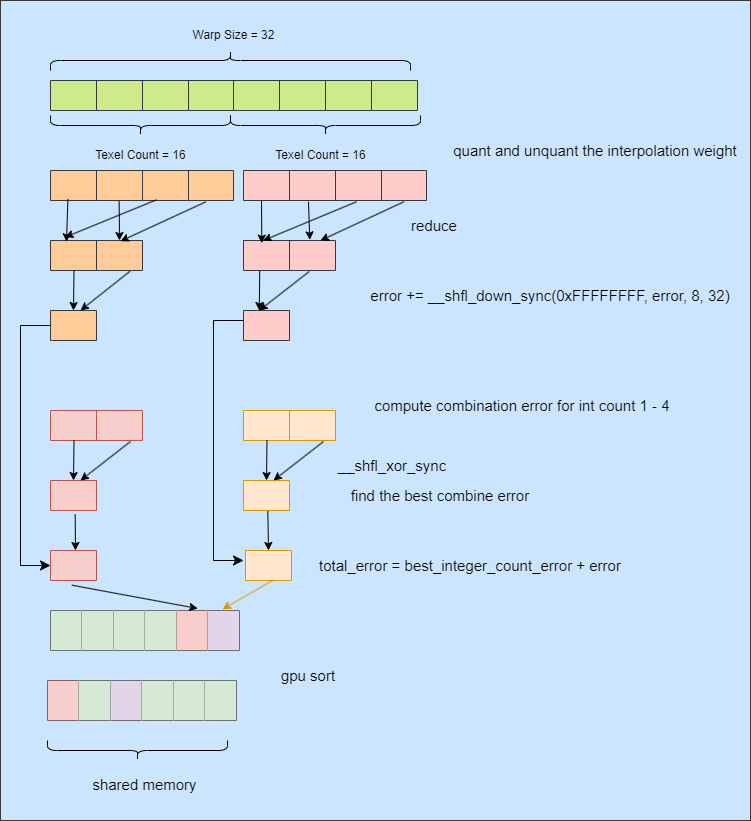 Warp Size = 32
Texel Count = 16
Texel Count = 16
quant and unquant the interpolation weight
reduce
error += __shfl_down_sync(0xFFFFFFFF, error, 8, 32)
compute combination error for int count 1 - 4
__shfl_xor_sync
find the best combine error
total_error = best_integer_count_error + error
gpu sort
shared memory